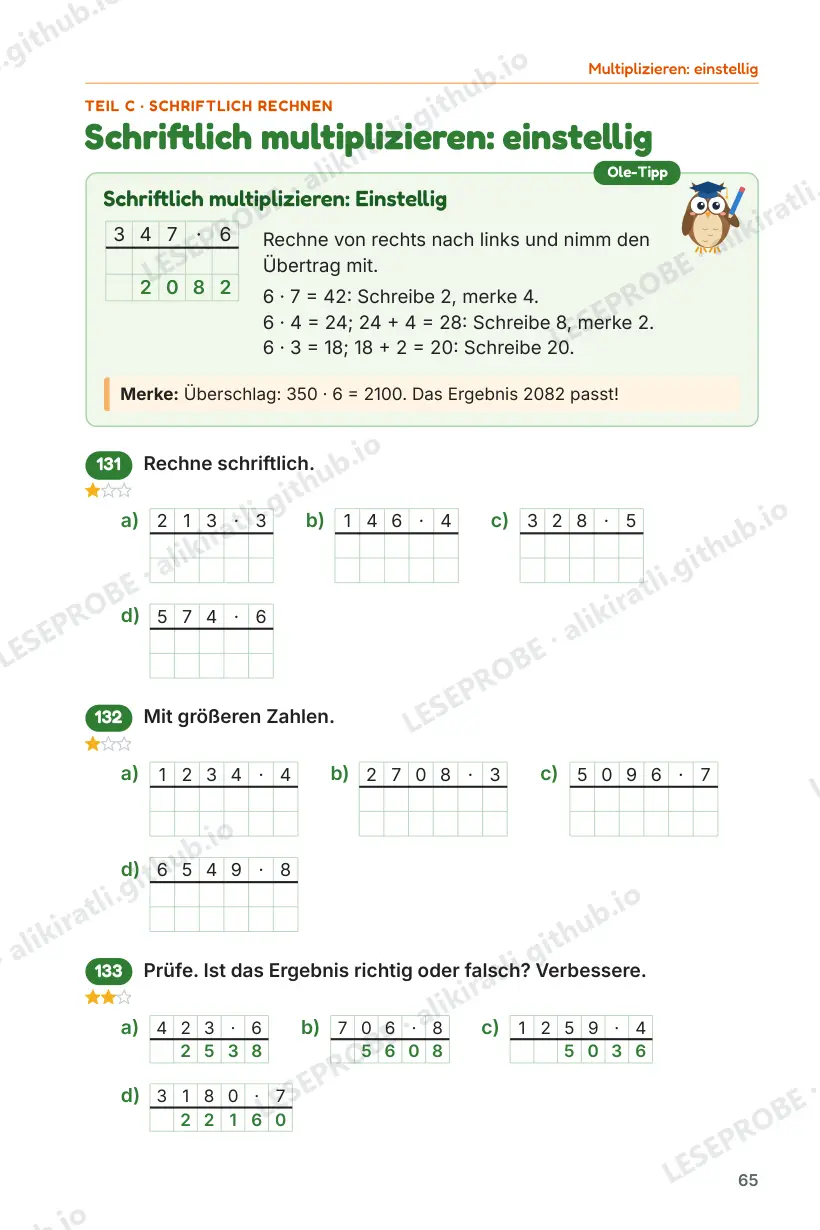 Multiplizieren: einstellig
TEIL C · SCHRIFTLICH RECHNEN
Schriftlich multiplizieren: einstellig
Ole-Tipp
Schriftlich multiplizieren: Einstellig
3 4 7 · 6
2 0 8 2
Rechne von rechts nach links und nimm den
Übertrag mit.
6 · 7 = 42: Schreibe 2, merke 4.
6 · 4 = 24; 24 + 4 = 28: Schreibe 8, merke 2.
6 · 3 = 18; 18 + 2 = 20: Schreibe 20.
Merke: Überschlag: 350 · 6 = 2100. Das Ergebnis 2082 passt!
131 Rechne schriftlich.
a) 2 1 3 · 3 b) 1 4 6 · 4 c) 3 2 8 · 5
d) 5 7 4 · 6
132 Mit größeren Zahlen.
a) 1 2 3 4 · 4 b) 2 7 0 8 · 3 c) 5 0 9 6 · 7
d) 6 5 4 9 · 8
133 Prüfe. Ist das Ergebnis richtig oder falsch? Verbessere.
a) 4 2 3 · 6 b) 7 0 6 · 8 c) 1 2 5 9 · 4
2 5 3 8 5 6 0 8 5 0 3 6
d) 3 1 8 0 · 7
2 2 1 6 0
65
LESEPROBE · alikiratli.github.io